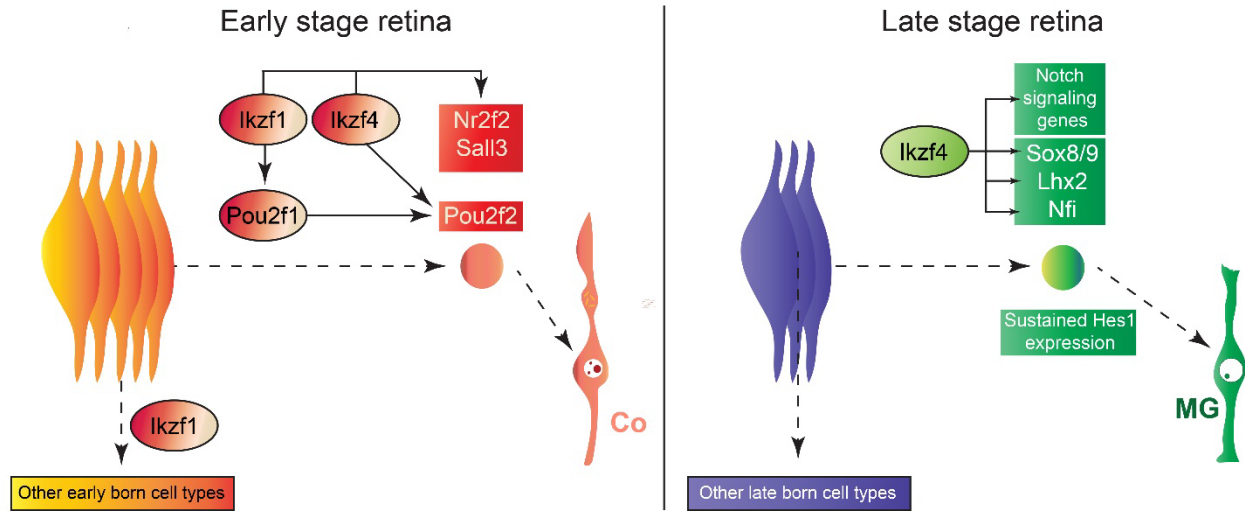 Early stage retina
Ikzf1
Ikzf4
Nr2f2
Sall3
Pou2f1
Pou2f2
Co
Ikzf1
Other early born cell types
Late stage retina
Notch
signaling
genes
Ikzf4
Sox8/9
Lhx2
Nfi
Sustained Hes1
expression
MG
Other late born cell types